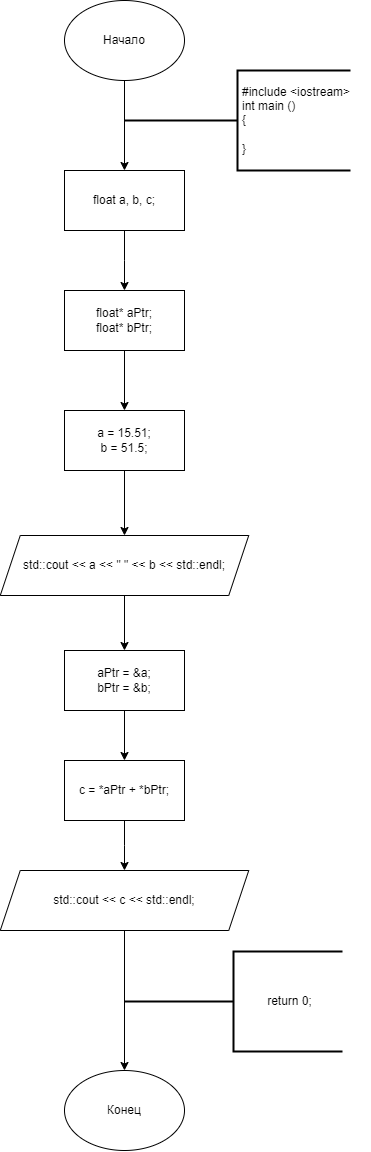 Начало
#include <iostream>
int main ()
{
}
float a, b, c;
float* aPtr;
float* bPtr;
a = 15.51;
b = 51.5;
std::cout << a << " " << b << std::endl;
aPtr = &a;
bPtr = &b;
c = *aPtr + *bPtr;
std::cout << c << std::endl;
return 0;
Конец